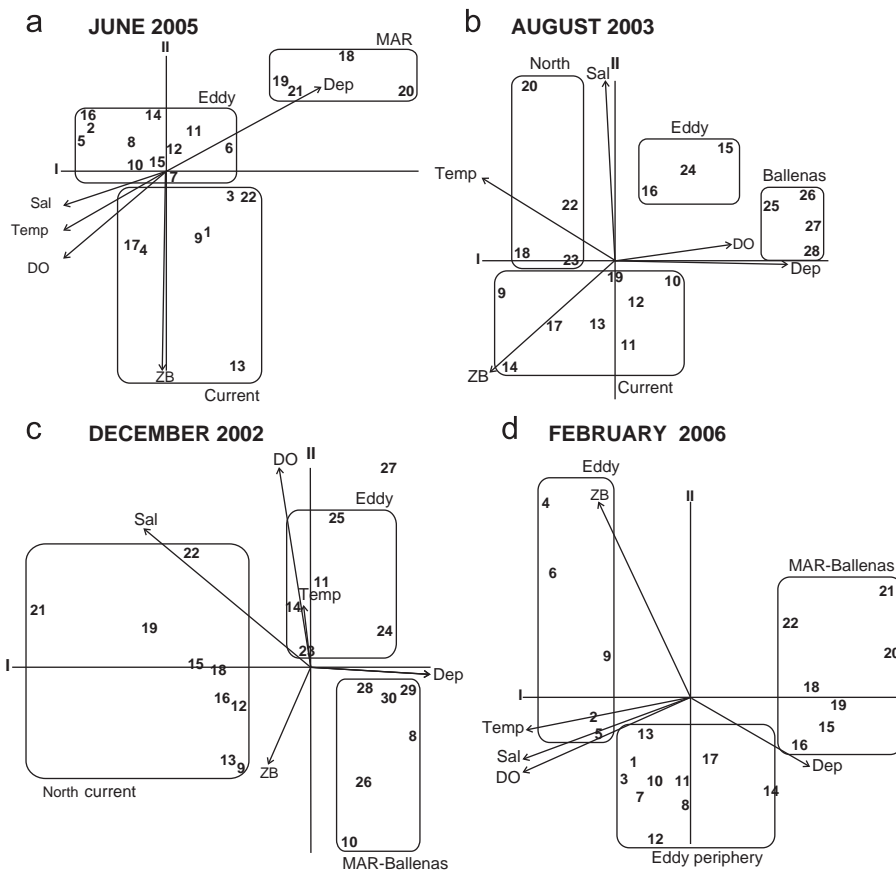 a JUNE 2005
II
MAR
18
19
21
Dep
20
Eddy
16
14
2
11
5
8
12
6
15
10
I
7
3 22
Sal
Temp
17
4
9
1
DO
13
ZB
Current
b AUGUST 2003
North
Sal
II
20
Eddy
15
24
Temp
16
Ballenas
26
25
22
27
DO
28
I
18
23
Dep
19
10
9
12
17
13
11
14
ZB
Current
c DECEMBER 2002
DO
II
27
Eddy
Sal
25
22
11
Temp
21
14
19
24
23
15
18
I
Dep
28
29
30
16
12
8
13
9
ZB
26
North current
10
MAR-Ballenas
d FEBRUARY 2006
Eddy
ZB
II
4
MAR-Ballenas
6
21
22
9
20
18
I
19
2
Temp
15
5
13
16
Sal
17
DO
1
Dep
3
10
11
14
7
8
12
Eddy periphery